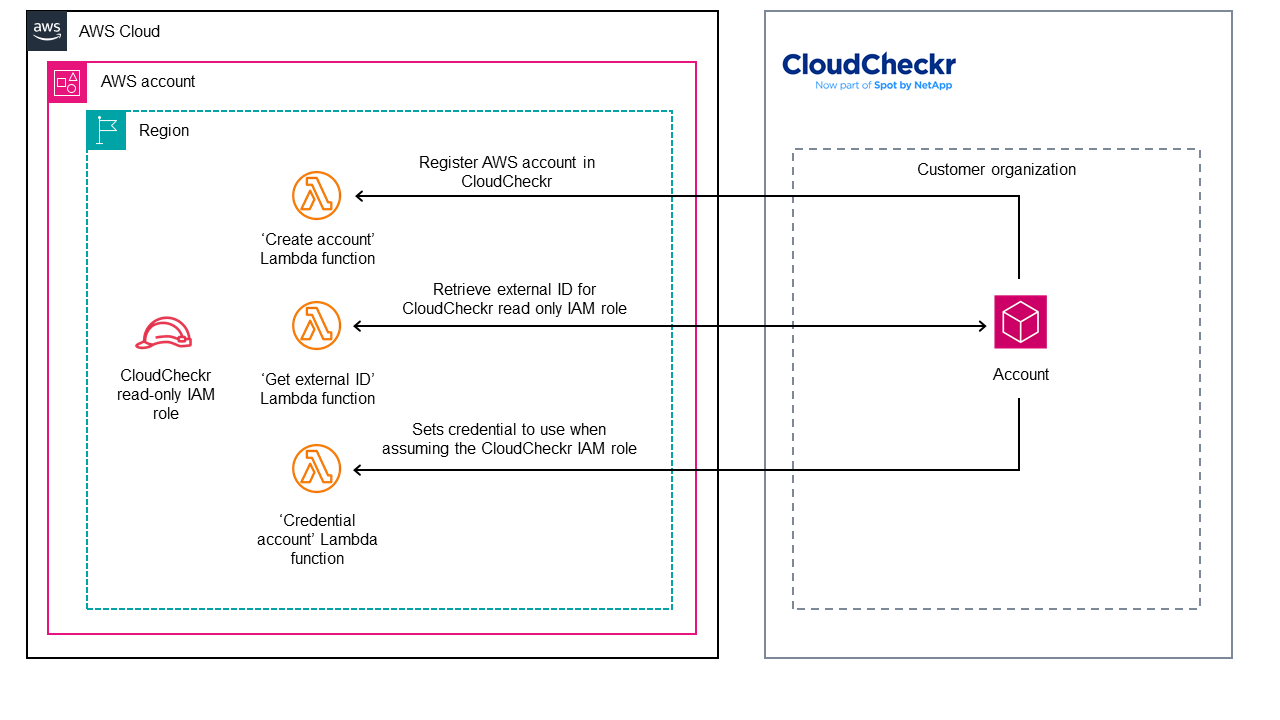 aws
AWS Cloud
AWS account
Region
Register AWS account in
CloudCheckr
‘Create account’
Lambda function
Retrieve external ID for
CloudCheckr read only IAM role
CloudCheckr
read-only IAM
role
‘Get external ID’
Lambda function
Sets credential to use when
assuming the CloudCheckr IAM role
‘Credential
account’ Lambda
function
CloudCheckr
Now part of Spot by NetApp
Customer organization
Account